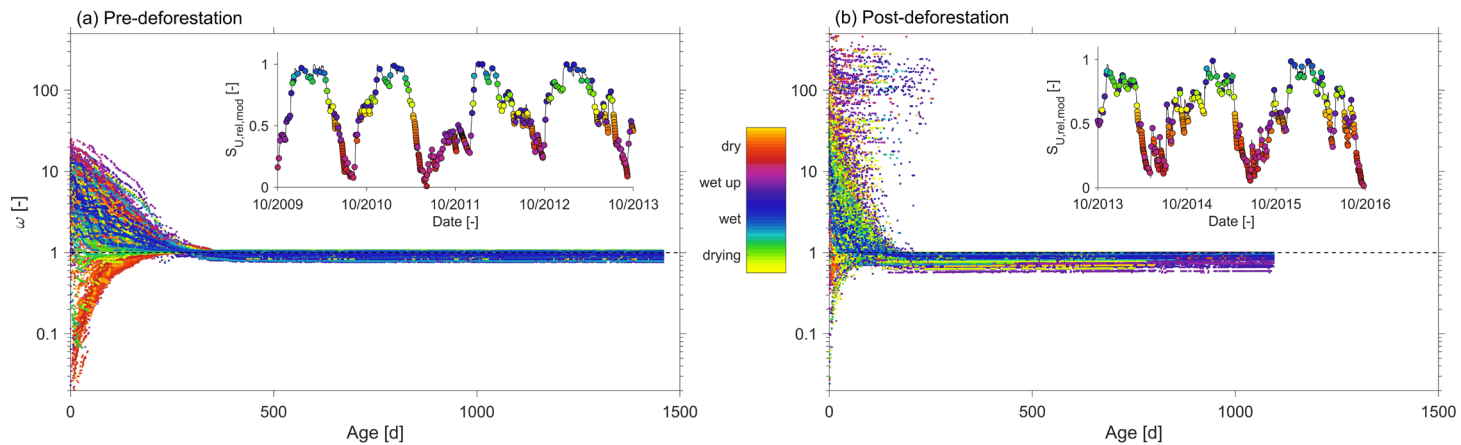 (a) Pre-deforestation
100
10
1
0.1
ω [-]
0
500
1000
1500
Age [d]
1
0.5
0
S_U,rel,mod [-]
10/2009
10/2010
10/2011
10/2012
10/2013
Date [-]
dry
wet up
wet
drying
(b) Post-deforestation
100
10
1
0.1
0
500
1000
1500
Age [d]
1
0.5
0
S_U,rel,mod [-]
10/2013
10/2014
10/2015
10/2016
Date [-]